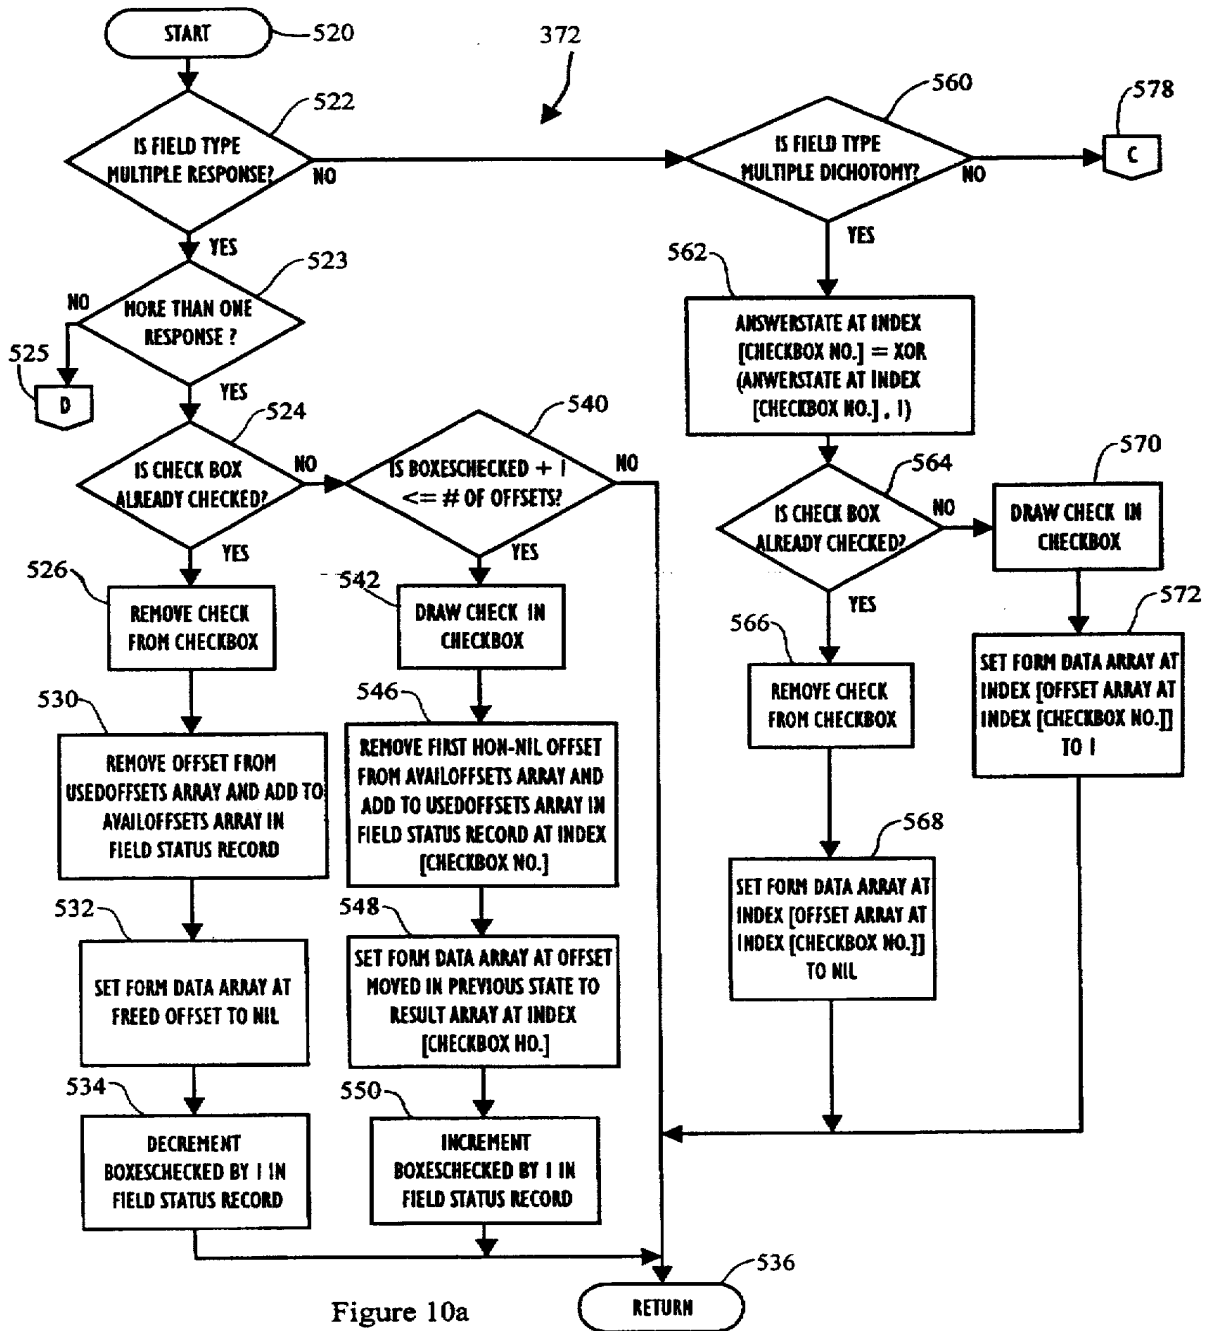 START
520
372
522
IS FIELD TYPE
MULTIPLE RESPONSE?
NO
YES
560
IS FIELD TYPE
MULTIPLE DICHOTOMY?
NO
YES
578
C
523
MORE THAN ONE
RESPONSE ?
NO
YES
525
D
524
IS CHECK BOX
ALREADY CHECKED?
NO
YES
540
IS BOXESCHECKED + 1
<= # OF OFFSETS?
NO
YES
562
ANSWERSTATE AT INDEX
[CHECKBOX NO.] = XOR
(ANWERSTATE AT INDEX
[CHECKBOX NO.] , 1)
564
IS CHECK BOX
ALREADY CHECKED?
NO
YES
570
DRAW CHECK IN
CHECKBOX
572
SET FORM DATA ARRAY AT
INDEX [OFFSET ARRAY AT
INDEX [CHECKBOX NO.]]
TO 1
566
REMOVE CHECK
FROM CHECKBOX
568
SET FORM DATA ARRAY AT
INDEX [OFFSET ARRAY AT
INDEX [CHECKBOX NO.]]
TO NIL
526
REMOVE CHECK
FROM CHECKBOX
530
REMOVE OFFSET FROM
USEDOFFSETS ARRAY AND ADD TO
AVAILOFFSETS ARRAY IN
FIELD STATUS RECORD
532
SET FORM DATA ARRAY AT
FREED OFFSET TO NIL
534
DECREMENT
BOXESCHECKED BY 1 IN
FIELD STATUS RECORD
542
DRAW CHECK IN
CHECKBOX
546
REMOVE FIRST HON-NIL OFFSET
FROM AVAILOFFSETS ARRAY AND
ADD TO USEDOFFSETS ARRAY IN
FIELD STATUS RECORD AT INDEX
[CHECKBOX NO.]
548
SET FORM DATA ARRAY AT OFFSET
MOVED IN PREVIOUS STATE TO
RESULT ARRAY AT INDEX
[CHECKBOX HO.]
550
INCREMENT
BOXESCHECKED BY 1 IN
FIELD STATUS RECORD
536
RETURN
Figure 10a